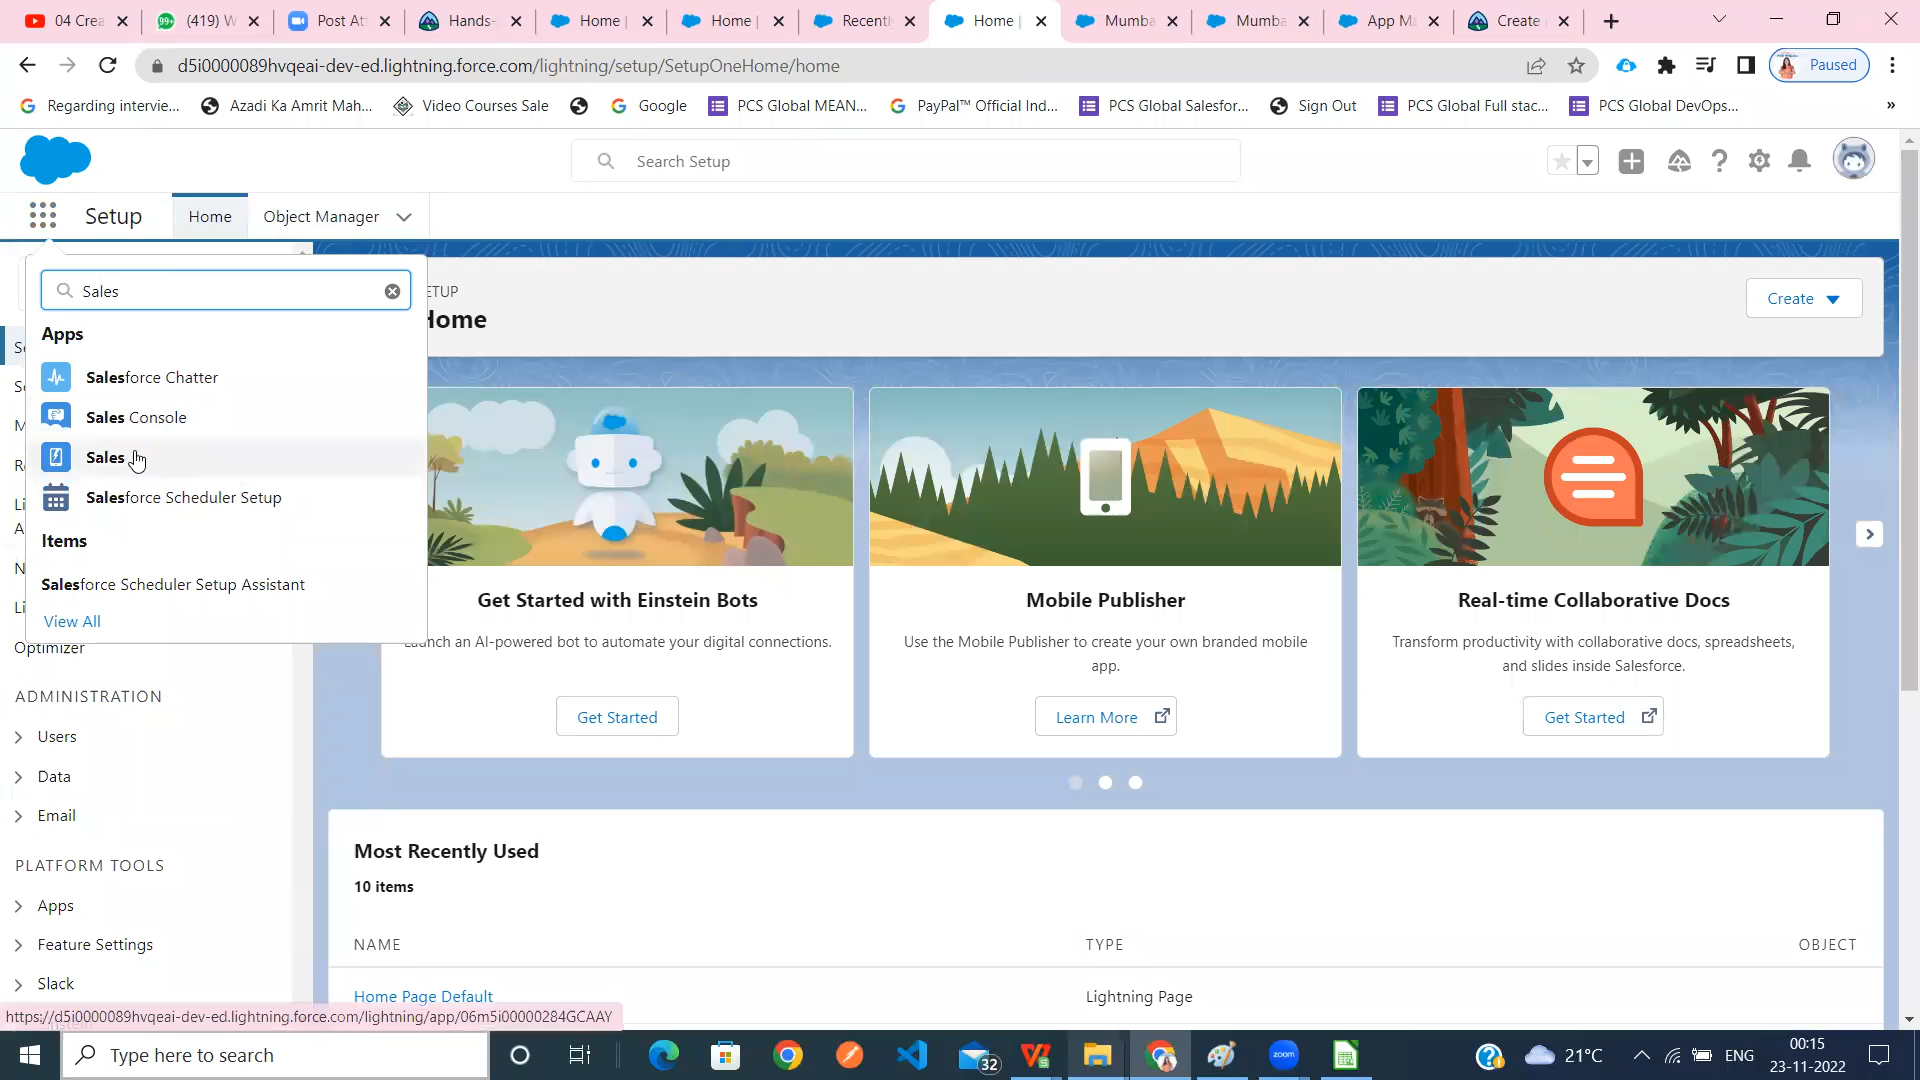 04 Crea
(419) W
Post Att
Hands-
Home |
Home |
Recently
Home |
Mumba
Mumba
App Ma
Create
d5i0000089hvqeai-dev-ed.lightning.force.com/lightning/setup/SetupOneHome/home
Paused
Regarding intervie...
Azadi Ka Amrit Mah...
Video Courses Sale
Google
PCS Global MEAN...
PayPal™ Official Ind...
PCS Global Salesfor...
Sign Out
PCS Global Full stac...
PCS Global DevOps...
»
Search Setup
Setup
Home
Object Manager
Sales
Apps
Salesforce Chatter
Sales Console
Sales
Salesforce Scheduler Setup
Items
Salesforce Scheduler Setup Assistant
View All
Optimizer
ADMINISTRATION
Users
Data
Email
PLATFORM TOOLS
Apps
Feature Settings
Slack
ETUP
Home
Create
Get Started with Einstein Bots
Launch an AI-powered bot to automate your digital connections.
Get Started
Mobile Publisher
Use the Mobile Publisher to create your own branded mobile
app.
Learn More
Real-time Collaborative Docs
Transform productivity with collaborative docs, spreadsheets,
and slides inside Salesforce.
Get Started
Most Recently Used
10 items
NAME
TYPE
OBJECT
Home Page Default
Lightning Page
https://d5i0000089hvqeai-dev-ed.lightning.force.com/lightning/app/06m5i00000284GCAAY
Type here to search
32
zoom
21°C
ENG
00:15
23-11-2022